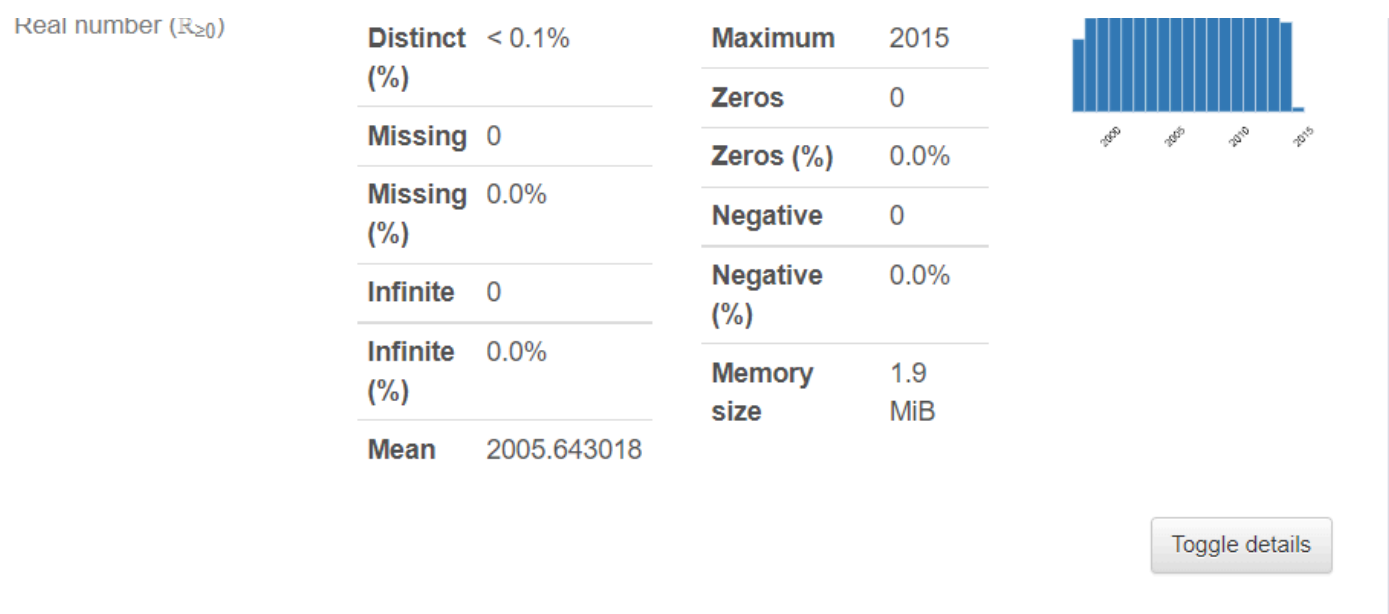 Real number (ℝ≥0)
Distinct < 0.1%
(%)
Missing 0
Missing 0.0%
(%)
Infinite 0
Infinite 0.0%
(%)
Mean 2005.643018
Maximum 2015
Zeros 0
Zeros (%) 0.0%
Negative 0
Negative 0.0%
(%)
Memory 1.9
size MiB
2000 2005 2010 2015
Toggle details